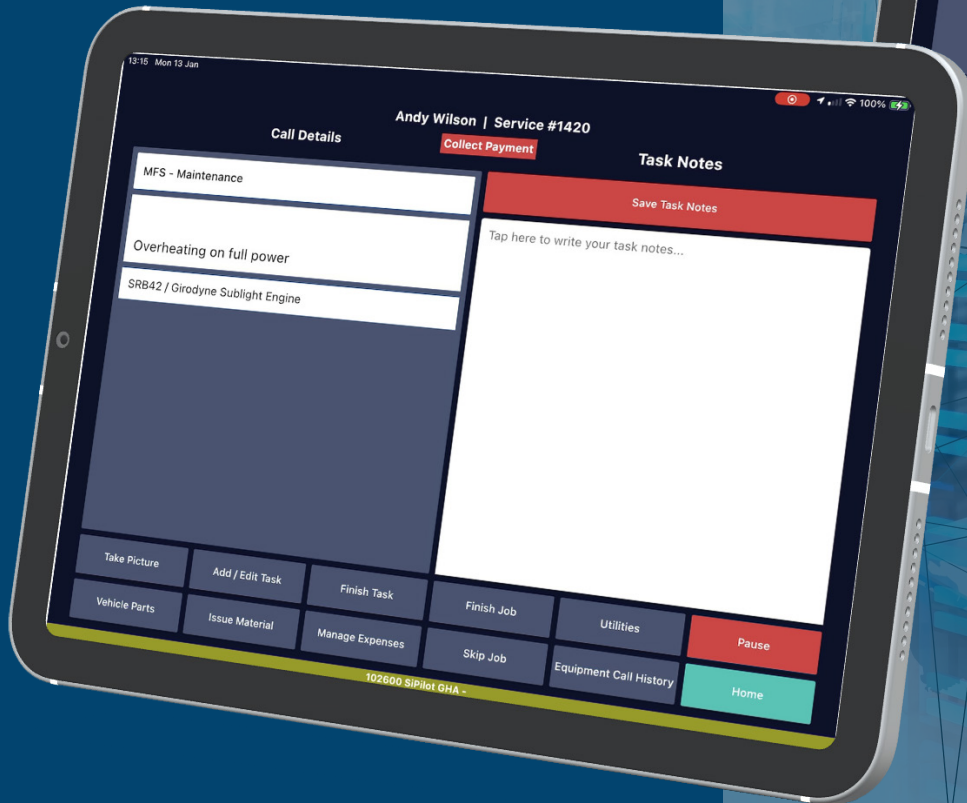 13:15 Mon 13 Jan
100%
Andy Wilson | Service #1420
Call Details
Collect Payment
Task Notes
MFS - Maintenance
Overheating on full power
SRB42 / Girodyne Sublight Engine
Save Task Notes
Tap here to write your task notes...
Take Picture
Add / Edit Task
Finish Task
Finish Job
Utilities
Pause
Vehicle Parts
Issue Material
Manage Expenses
Skip Job
Equipment Call History
Home
102600 SiPilot GHA -